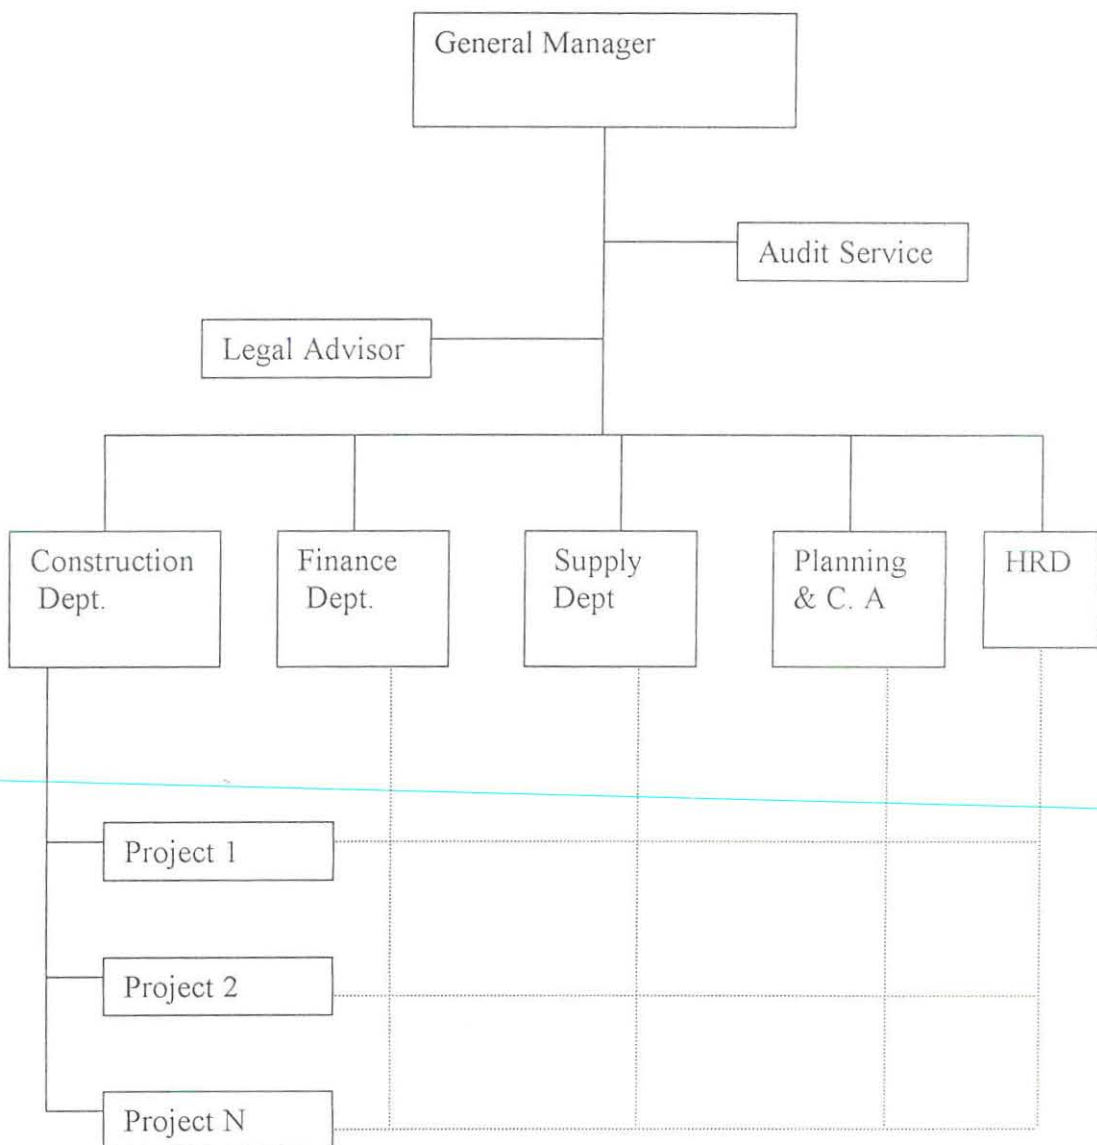 General Manager
Audit Service
Legal Advisor
Construction
Dept.
Finance
Dept.
Supply
Dept
Planning
& C. A
HRD
Project 1
Project 2
Project N